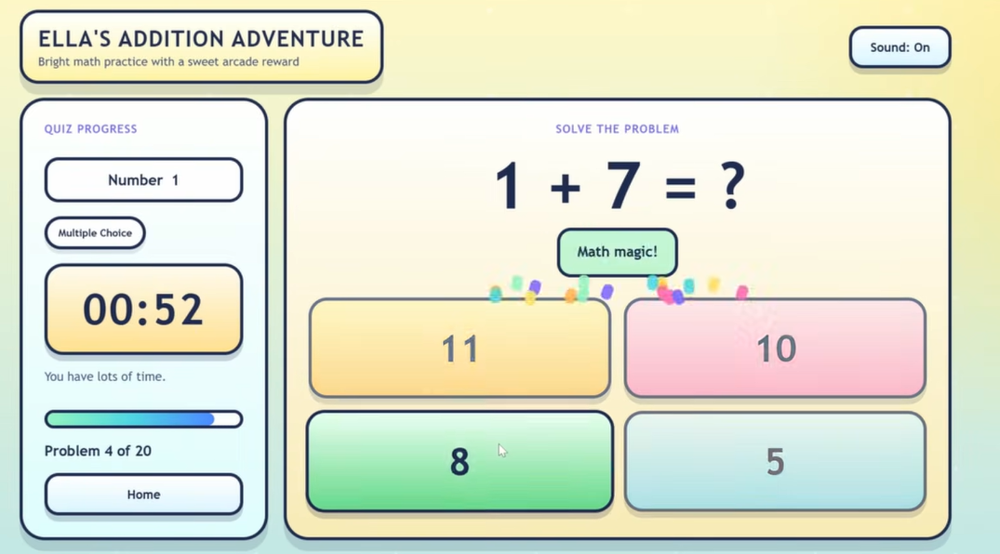 ELLA'S ADDITION ADVENTURE
Bright math practice with a sweet arcade reward
Sound: On
QUIZ PROGRESS
Number 1
Multiple Choice
00:52
You have lots of time.
Problem 4 of 20
Home
SOLVE THE PROBLEM
1 + 7 = ?
Math magic!
11
10
8
5